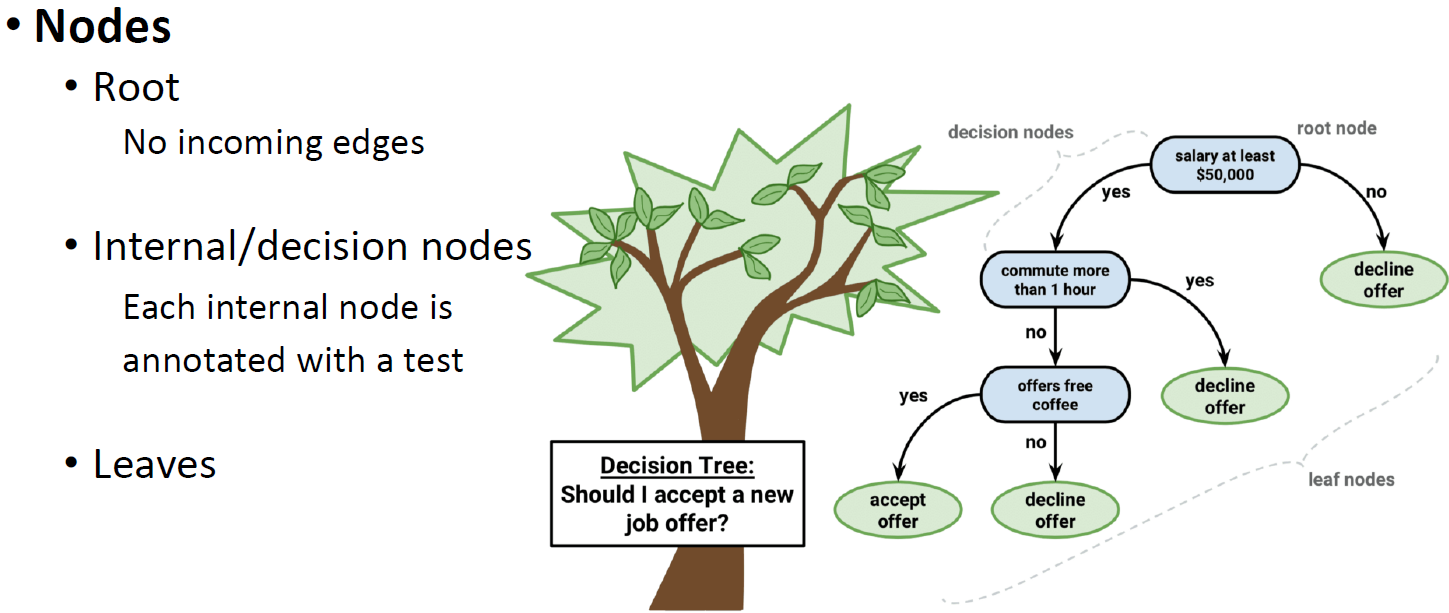 • Nodes
• Root
No incoming edges
• Internal/decision nodes
Each internal node is
annotated with a test
• Leaves
Decision Tree:
Should I accept a new
job offer?
decision nodes
root node
salary at least
$50,000
yes
no
commute more
than 1 hour
decline
offer
yes
no
offers free
coffee
decline
offer
yes
no
accept
offer
decline
offer
leaf nodes